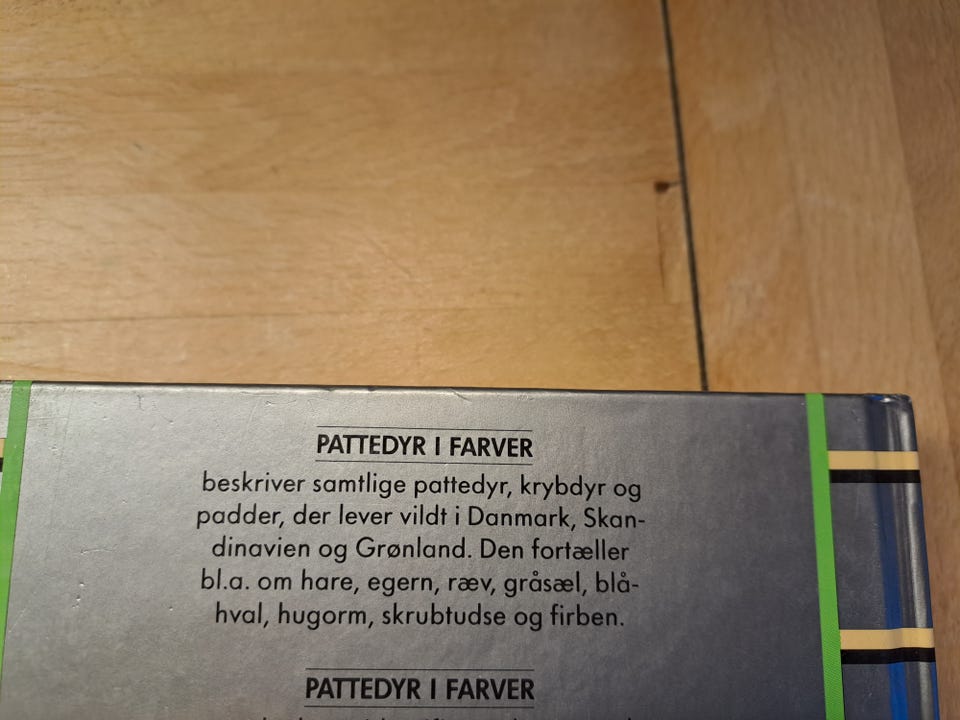 PATTEDYR I FARVER
beskriver samtlige pattedyr, krybdyr og
padder, der lever vildt i Danmark, Skan-
dinavien og Grønland. Den fortæller
bl.a. om hare, egern, ræv, gråsæl, blå-
hval, hugorm, skrubtudse og firben.
PATTEDYR I FARVER